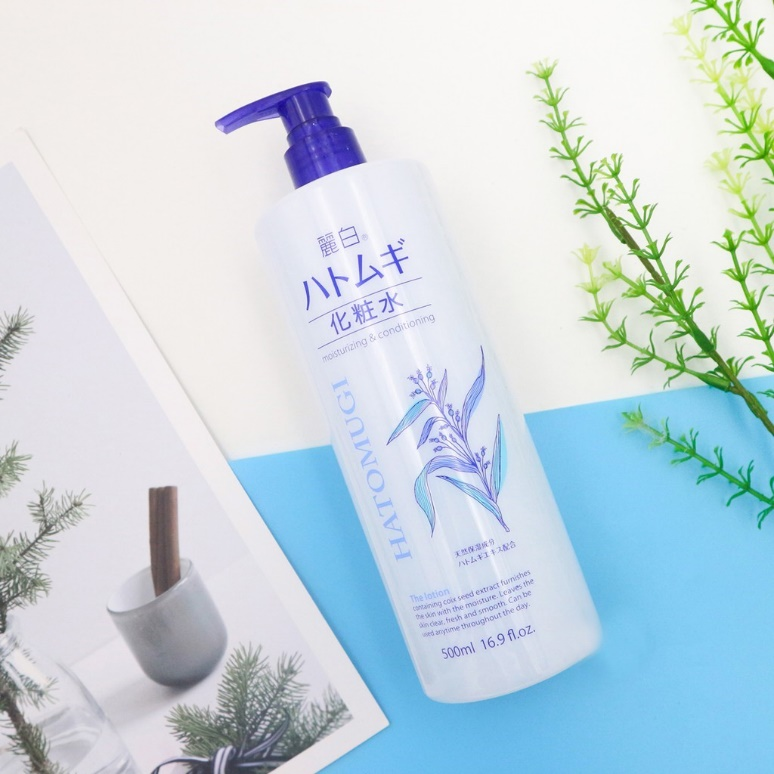 麗白®
ハトムギ
化粧水
moisturizing & conditioning
HATOMUGI
天然保湿成分
ハトムギエキス配合
The lotion
containing coix seed extract furnishes
the skin with the moisture. Leaves the
skin clear, fresh and smooth. Can be
used anytime throughout the day.
500ml 16.9 fl.oz.